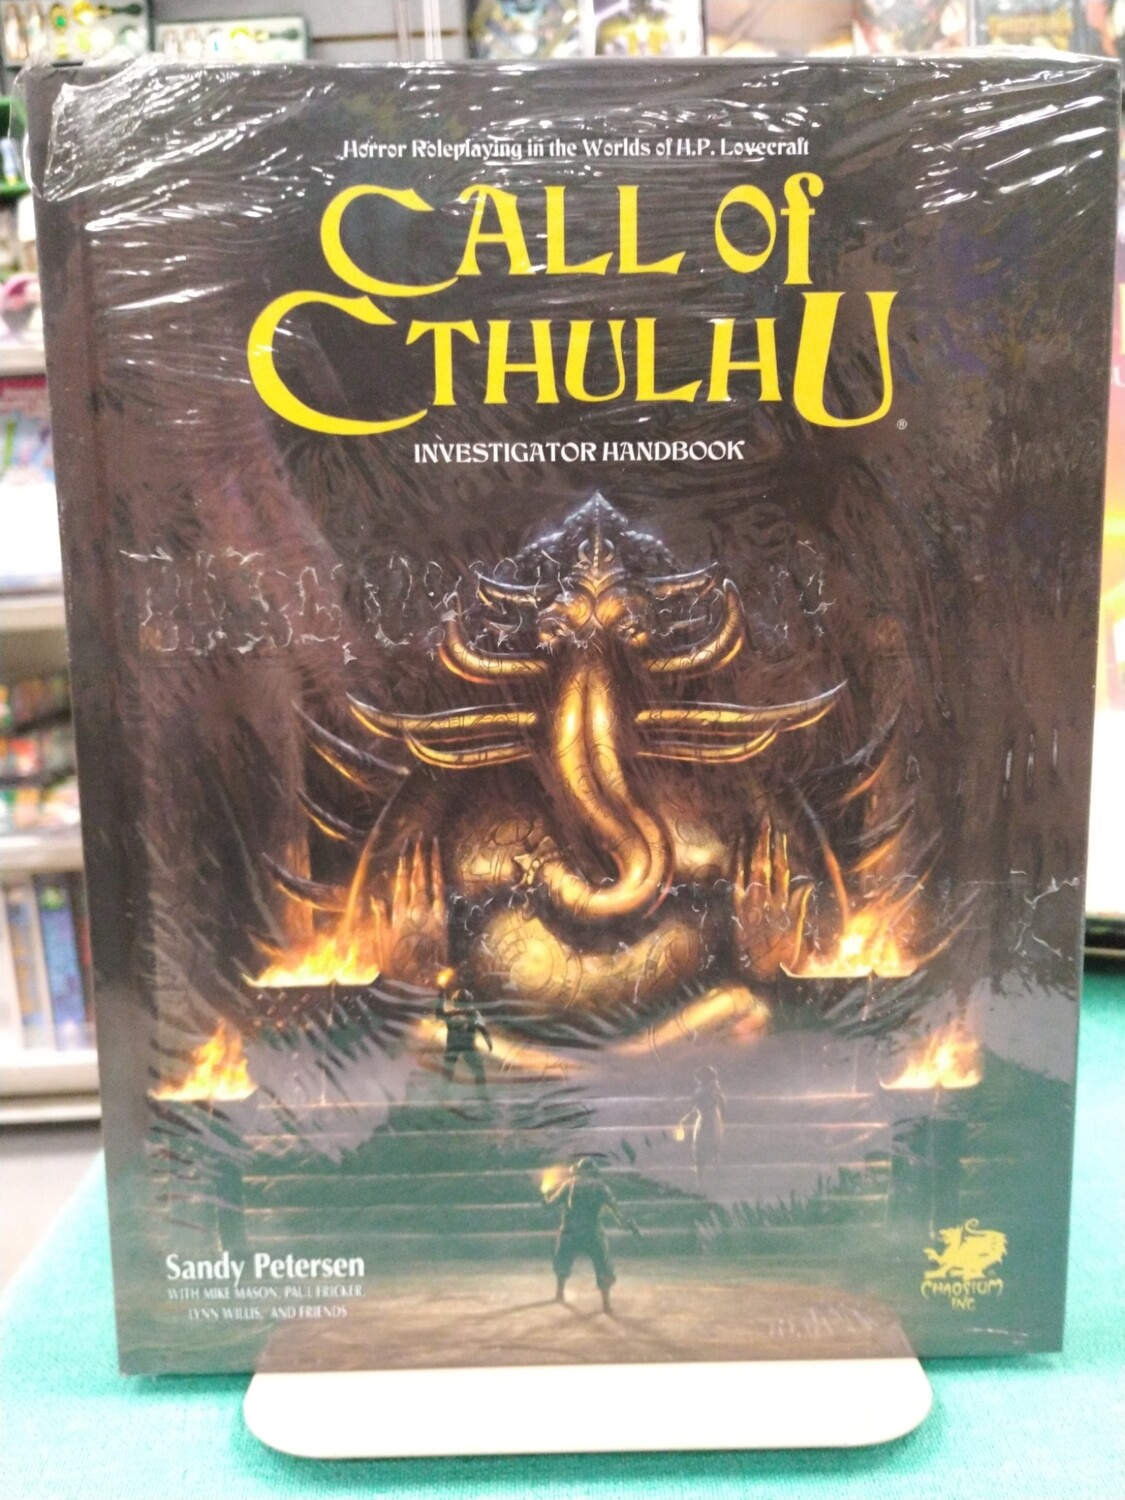 Horror Roleplaying in the Worlds of H.P. Lovecraft
CALL of
CTHULHU®
INVESTIGATOR HANDBOOK
Sandy Petersen
WITH MIKE MASON, PAUL FRICKER,
LYNN WILLIS, AND FRIENDS
CHAOSIUM
INC.